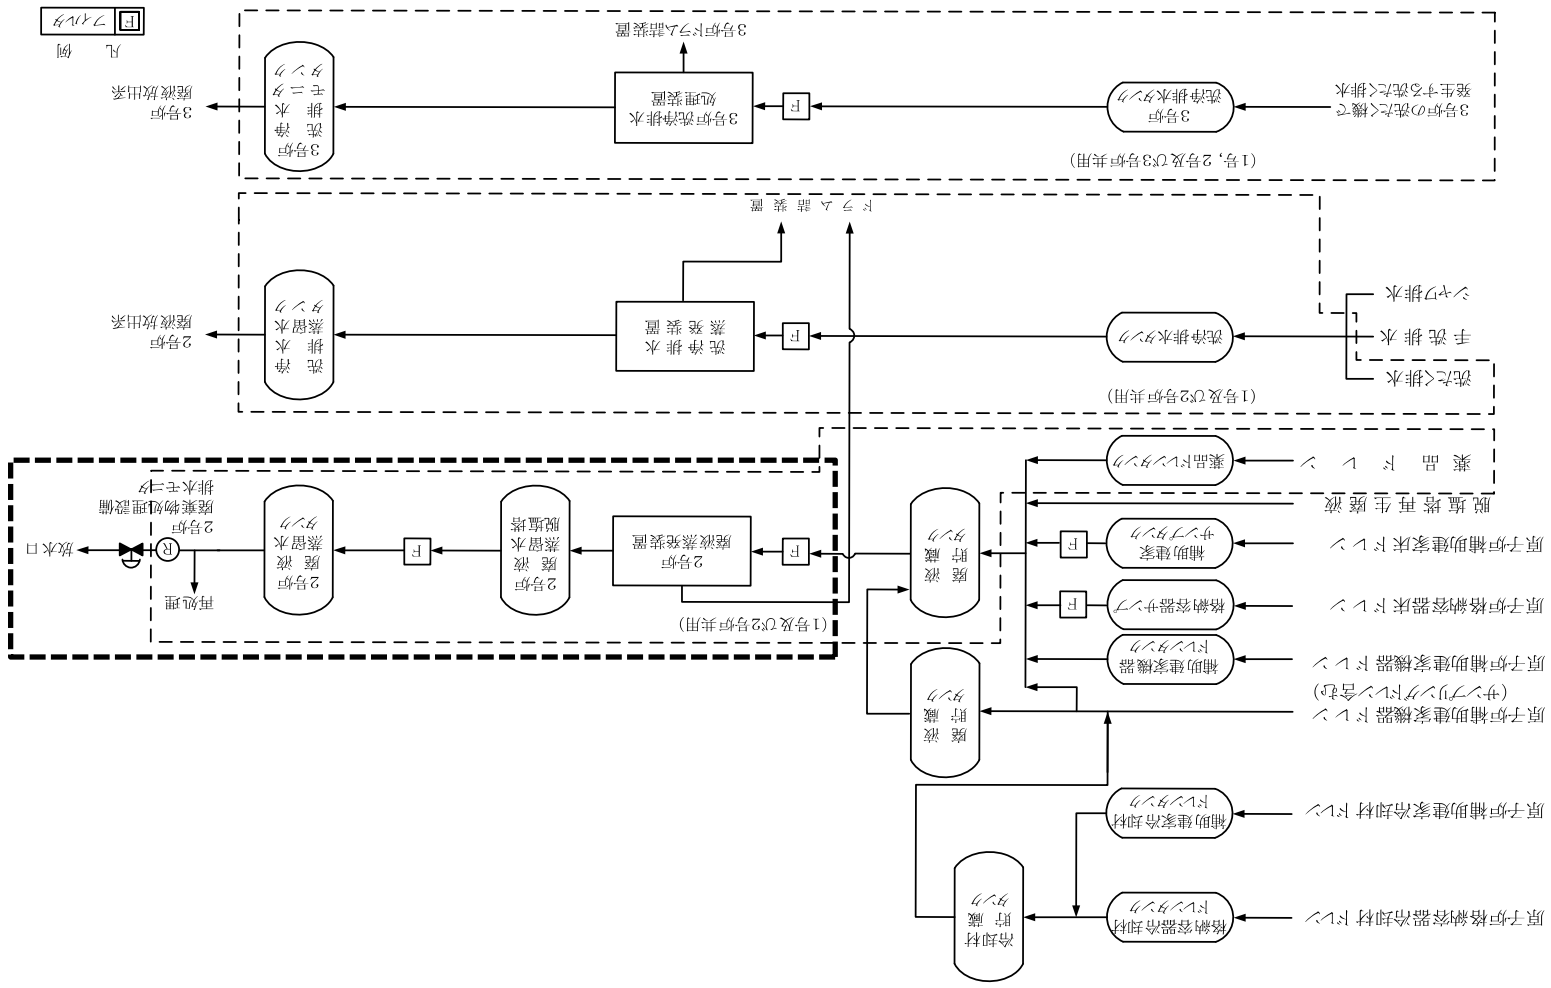 原子炉格納容器冷却材ドレン
格納容器冷却材
ドレンタンク
冷却材
貯蔵
タンク
原子炉補助建家冷却材ドレン
補助建家冷却材
ドレンタンク
原子炉補助建家機器ドレン
(サンプリングドレン含む)
廃液
貯蔵
タンク
原子炉補助建家機器ドレン
補助建家機器
ドレンタンク
原子炉格納容器床ドレン
格納容器サンプ
F
原子炉補助建家床ドレン
補助建家
サンプタンク
F
脱塩塔再生廃液
薬品ドレン
薬品ドレンタンク
廃液
貯蔵
タンク
(1号及び2号炉共用)
F
2号炉
廃液蒸発装置
2号炉
廃液
蒸留水
脱塩塔
F
2号炉
廃液
蒸留水
タンク
再処理
R
2号炉
廃棄物処理設備
排水モニタ
放水口
(1号及び2号炉共用)
洗たく排水
手洗排水
シャワ排水
洗浄排水タンク
F
洗浄排水
蒸発装置
洗浄
排水
蒸留水
タンク
2号炉
廃液放出系
ドラム詰装置
(1号,2号及び3号炉共用)
3号炉の洗たく機で
発生する洗たく排水
3号炉
洗浄排水タンク
F
3号炉洗浄排水
処理装置
3号炉
洗浄
排水
モニタ
タンク
3号炉
廃液放出系
3号炉ドラム詰装置
凡例
F フィルタ